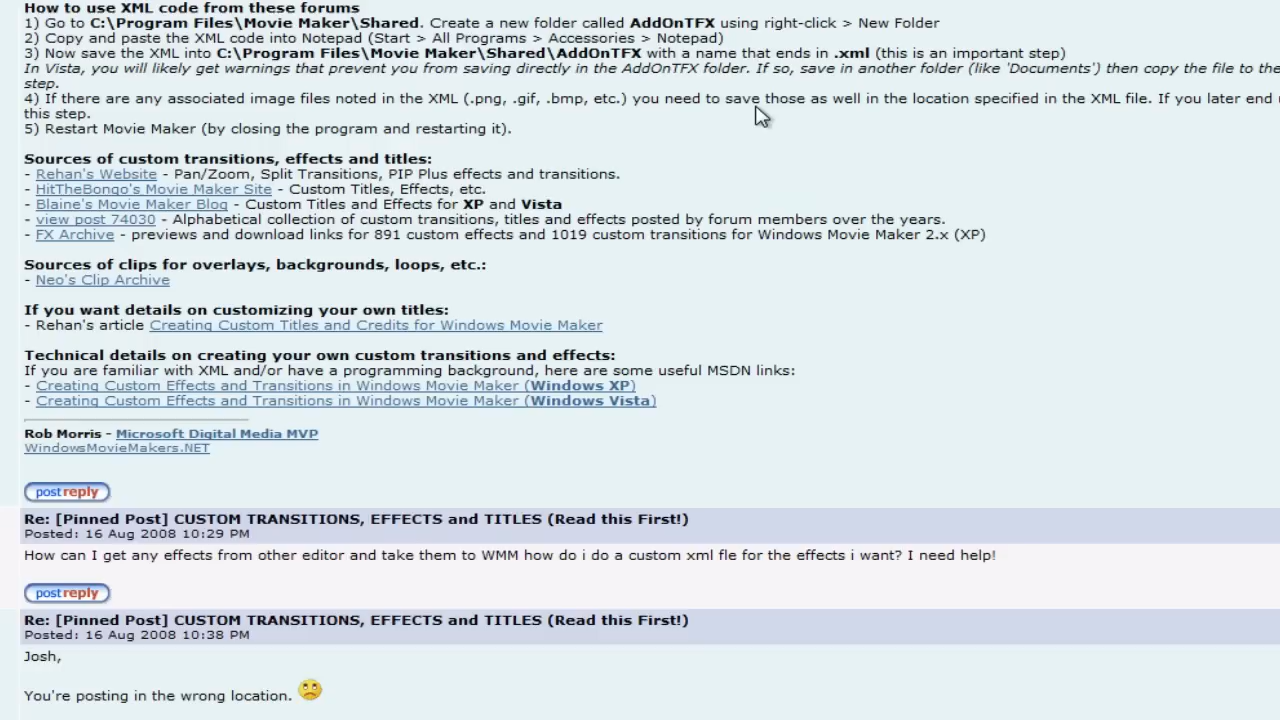 How to use XML code from these forums
1) Go to C:\Program Files\Movie Maker\Shared. Create a new folder called AddOnTFX using right-click > New Folder
2) Copy and paste the XML code into Notepad (Start > All Programs > Accessories > Notepad)
3) Now save the XML into C:\Program Files\Movie Maker\Shared\AddOnTFX with a name that ends in .xml (this is an important step)
In Vista, you will likely get warnings that prevent you from saving directly in the AddOnTFX folder. If so, save in another folder (like 'Documents') then copy the file to the
step.
4) If there are any associated image files noted in the XML (.png, .gif, .bmp, etc.) you need to save those as well in the location specified in the XML file. If you later end
this step.
5) Restart Movie Maker (by closing the program and restarting it).
Sources of custom transitions, effects and titles:
- Rehan's Website - Pan/Zoom, Split Transitions, PIP Plus effects and transitions.
- HitTheBongo's Movie Maker Site - Custom Titles, Effects, etc.
- Blaine's Movie Maker Blog - Custom Titles and Effects for XP and Vista
- view post 74030 - Alphabetical collection of custom transitions, titles and effects posted by forum members over the years.
- FX Archive - previews and download links for 891 custom effects and 1019 custom transitions for Windows Movie Maker 2.x (XP)
Sources of clips for overlays, backgrounds, loops, etc.:
- Neo's Clip Archive
If you want details on customizing your own titles:
- Rehan's article Creating Custom Titles and Credits for Windows Movie Maker
Technical details on creating your own custom transitions and effects:
If you are familiar with XML and/or have a programming background, here are some useful MSDN links:
- Creating Custom Effects and Transitions in Windows Movie Maker (Windows XP)
- Creating Custom Effects and Transitions in Windows Movie Maker (Windows Vista)
Rob Morris - Microsoft Digital Media MVP
WindowsMovieMakers.NET
postreply
Re: [Pinned Post] CUSTOM TRANSITIONS, EFFECTS and TITLES (Read this First!)
Posted: 16 Aug 2008 10:29 PM
How can I get any effects from other editor and take them to WMM how do i do a custom xml fle for the effects i want? I need help!
postreply
Re: [Pinned Post] CUSTOM TRANSITIONS, EFFECTS and TITLES (Read this First!)
Posted: 16 Aug 2008 10:38 PM
Josh,
You're posting in the wrong location.